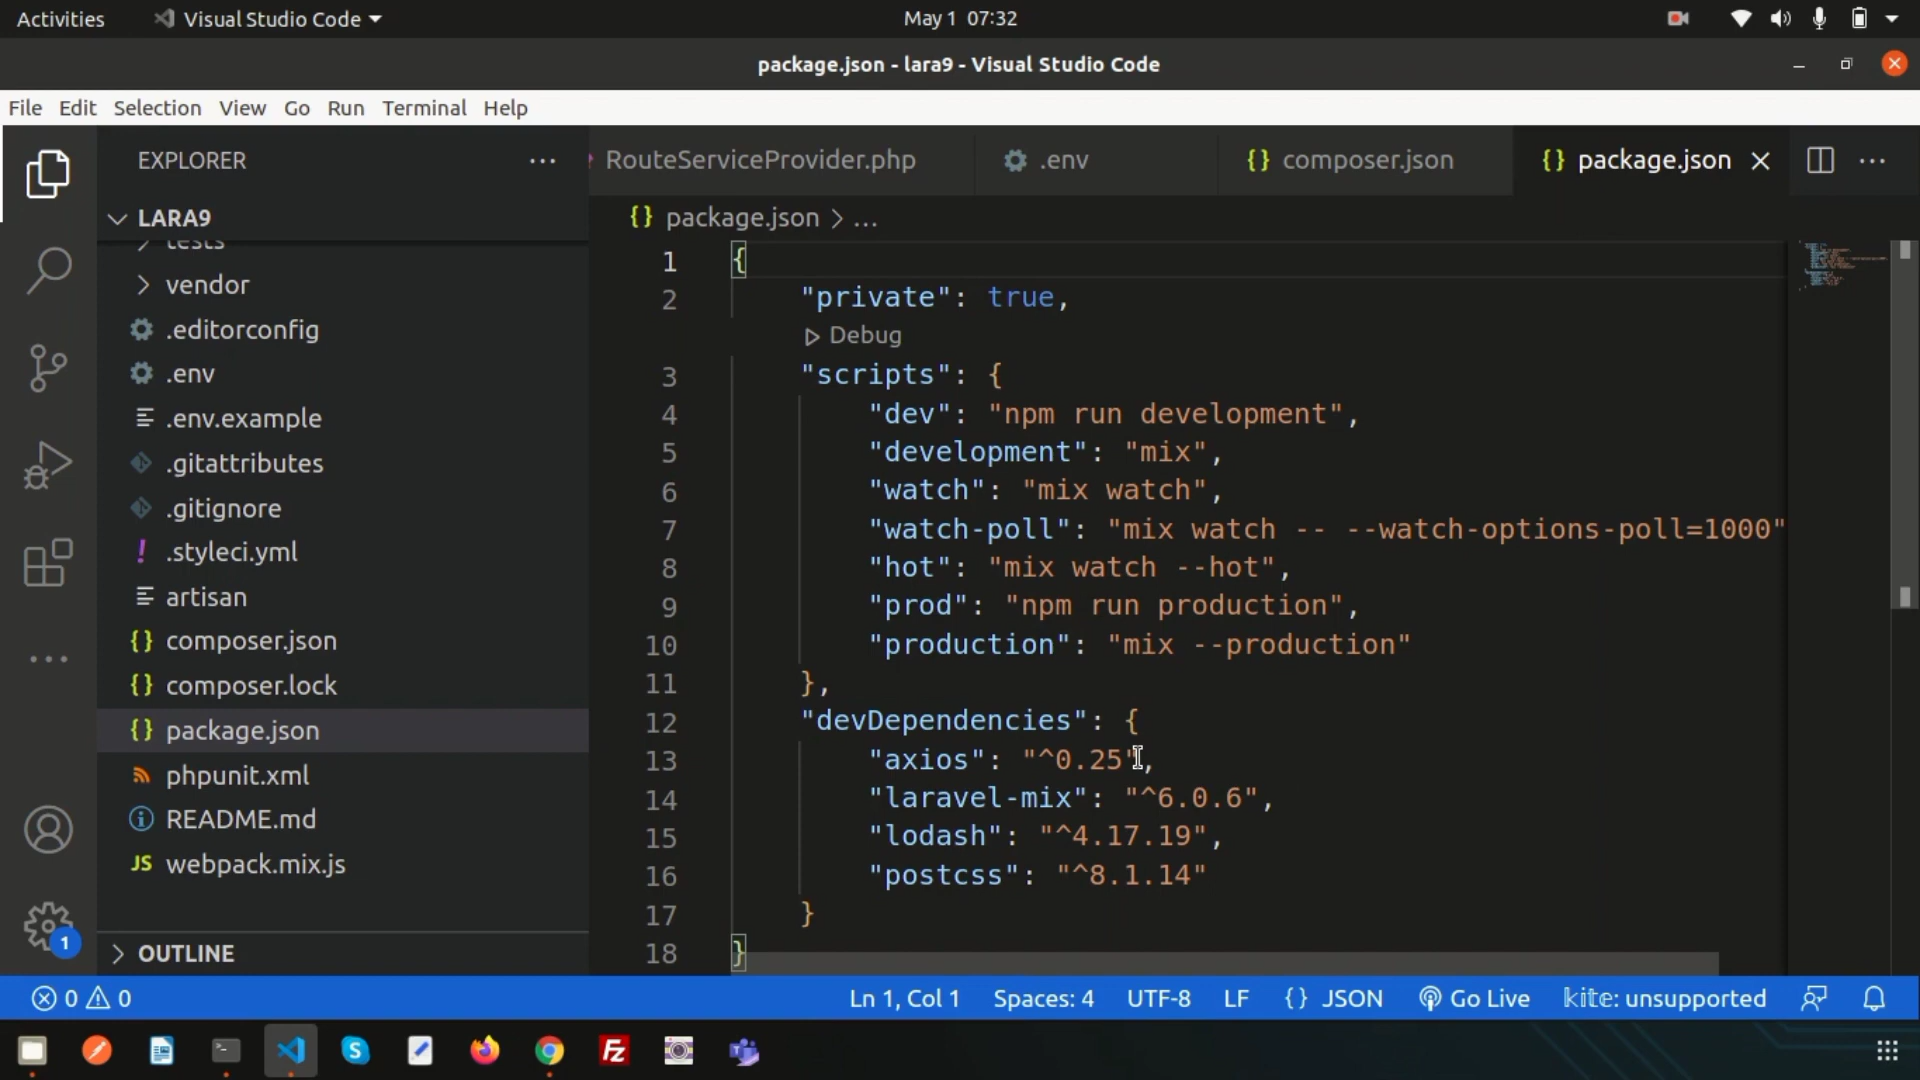 Activities
Visual Studio Code
May 1 07:32
package.json - lara9 - Visual Studio Code
File Edit Selection View Go Run Terminal Help
EXPLORER
LARA9
tests
vendor
.editorconfig
.env
.env.example
.gitattributes
.gitignore
.styleci.yml
artisan
composer.json
composer.lock
package.json
phpunit.xml
README.md
JS webpack.mix.js
OUTLINE
1
RouteServiceProvider.php .env {} composer.json {} package.json
{} package.json > ...
1 {
2 "private": true,
Debug
3 "scripts": {
4 "dev": "npm run development",
5 "development": "mix",
6 "watch": "mix watch",
7 "watch-poll": "mix watch -- --watch-options-poll=1000"
8 "hot": "mix watch --hot",
9 "prod": "npm run production",
10 "production": "mix --production"
11 },
12 "devDependencies": {
13 "axios": "^0.25",
14 "laravel-mix": "^6.0.6",
15 "lodash": "^4.17.19",
16 "postcss": "^8.1.14"
17 }
18 }
0 0 Ln 1, Col 1 Spaces: 4 UTF-8 LF {} JSON Go Live kite: unsupported